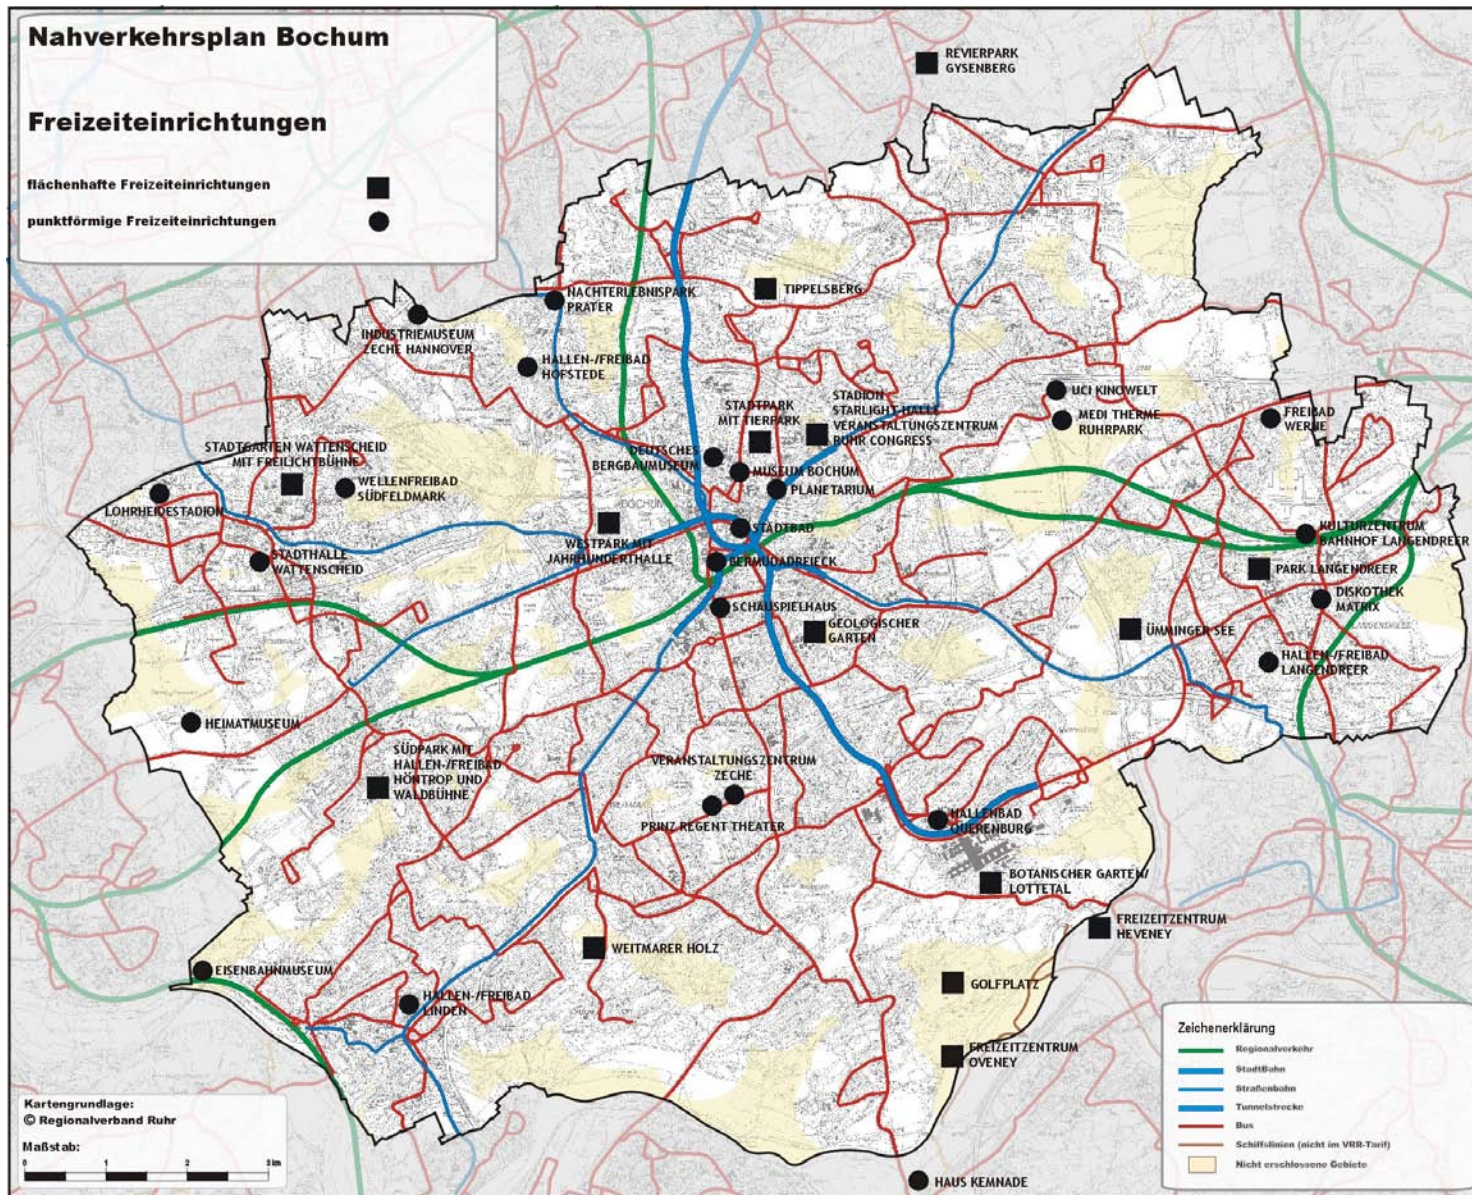 Nahverkehrsplan Bochum
Freizeiteinrichtungen
flächenhafte Freizeiteinrichtungen
punktförmige Freizeiteinrichtungen
REVIERPARK
GYSENBERG
NACHTERLEBNISPARK
PRATER
TIPPELSBERG
INDUSTRIEMUSEUM
ZECHE HANNOVER
HALLEN-/FREIBAD
HOFSTEDE
UCI KINOWELT
STADTPARK
MIT TIERPARK
STADION
STARLIGHT HALLE
VERANSTALTUNGSZENTRUM
RUHR CONGRESS
MEDI THERME
RUHRPARK
FREIBAD
WERNE
STADTGARTEN WATTENSCHEID
MIT FREILICHTBÜHNE
DEUTSCHES
BERGBAUMUSEUM
MUSEUM BOCHUM
WELLENFREIBAD
SÜDFELDMARK
PLANETARIUM
LOHRHEIDESTADION
BOCHUM
STADTBAD
KULTURZENTRUM
BAHNHOF LANGENDREER
WESTPARK MIT
JAHRHUNDERTHALLE
STADTHALLE
WATTENSCHEID
BERMUDADREIECK
PARK LANGENDREER
DISKOTHEK
MATRIX
SCHAUSPIELHAUS
GEOLOGISCHER
GARTEN
ÜMMINGER SEE
HALLEN-/FREIBAD
LANGENDREER
HEIMATMUSEUM
SÜDPARK MIT
HALLEN-/FREIBAD
HÖNTROP UND
WALDBÜHNE
VERANSTALTUNGSZENTRUM
ZECHE
PRINZ REGENT THEATER
HALLENBAD
QUERENBURG
BOTANISCHER GARTEN/
LOTTETAL
FREIZEITZENTRUM
HEVENEY
WEITMARER HOLZ
EISENBAHNMUSEUM
GOLFPLATZ
HALLEN-/FREIBAD
LINDEN
FREIZEITZENTRUM
OVENEY
HAUS KEMNADE
Zeichenerklärung
Regionalverkehr
StadtBahn
Straßenbahn
Tunnelstrecke
Bus
Schiffslinien (nicht im VRR-Tarif)
Nicht erschlossene Gebiete
Kartengrundlage:
© Regionalverband Ruhr
Maßstab:
0 1 2 3 km